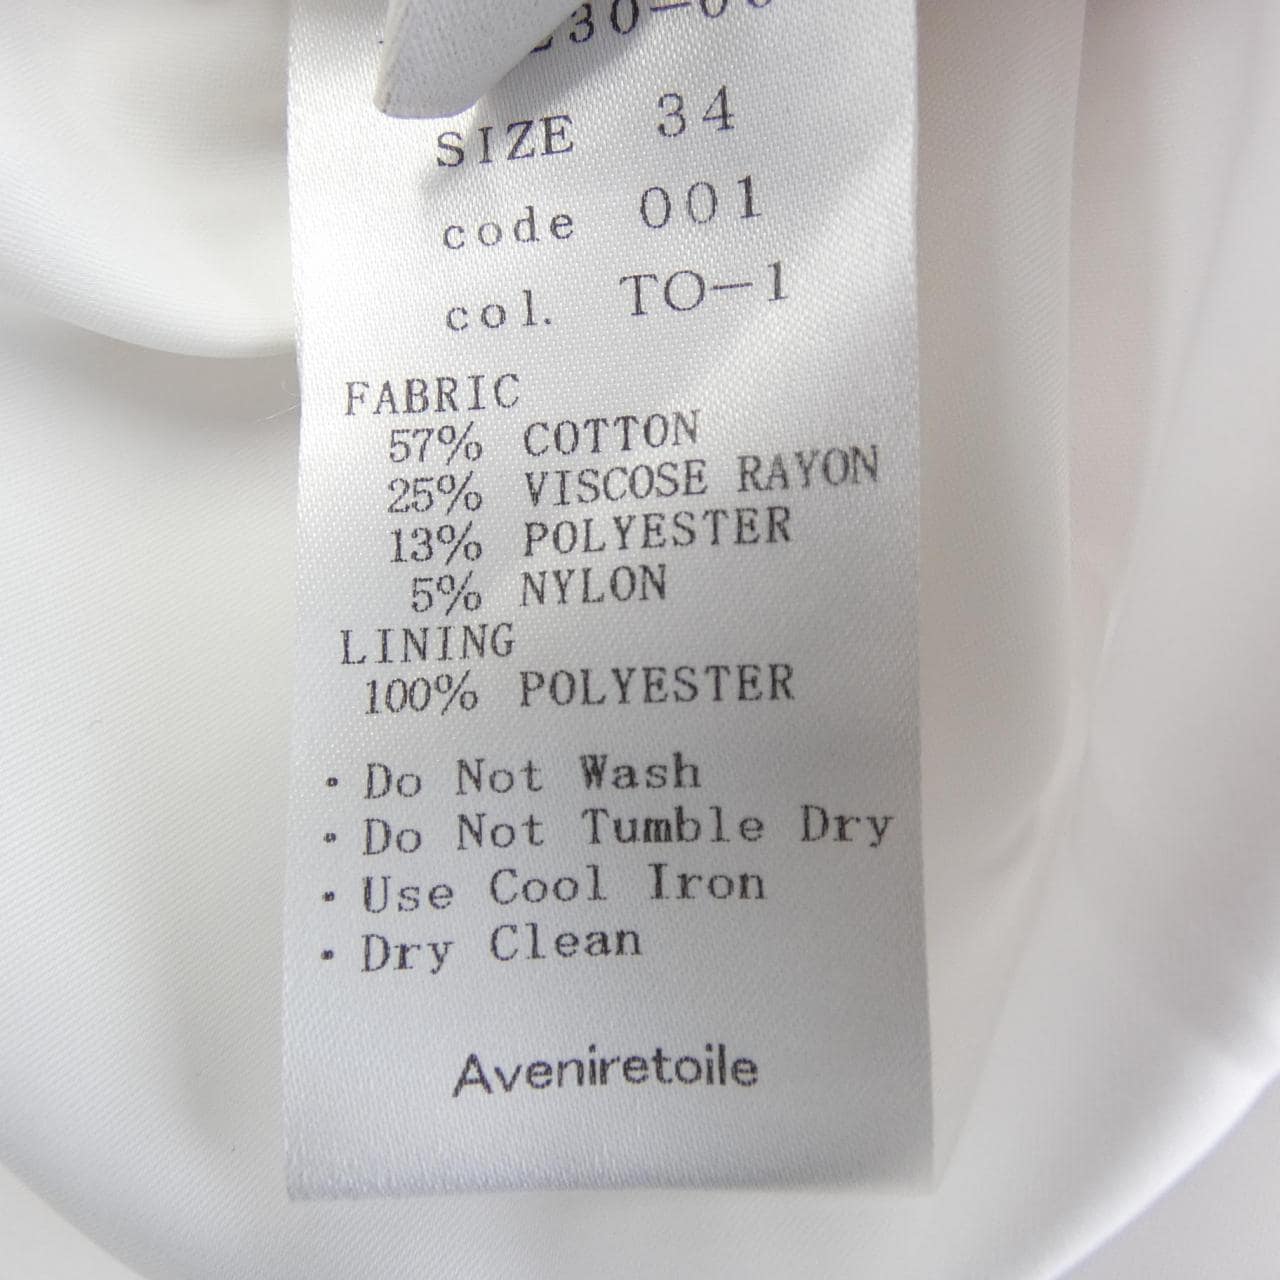 SIZE 34
code 001
col. TO-1
FABRIC
57% COTTON
25% VISCOSE RAYON
13% POLYESTER
5% NYLON
LINING
100% POLYESTER
・Do Not Wash
・Do Not Tumble Dry
・Use Cool Iron
・Dry Clean
Aveniretoile